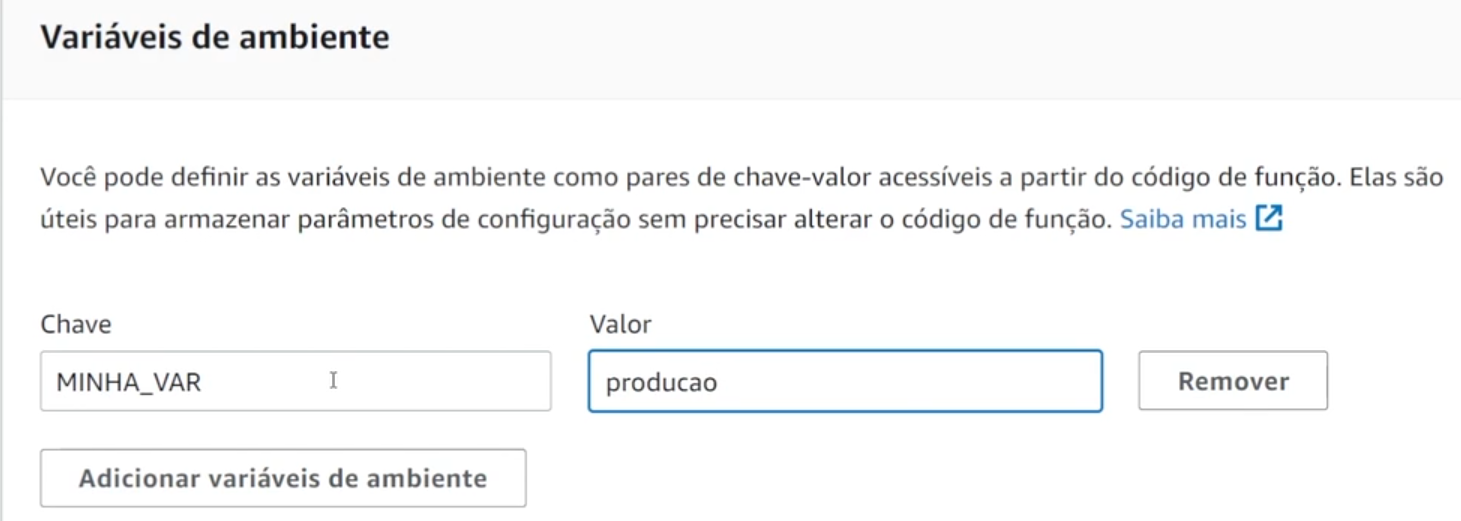 Variáveis de ambiente
Você pode definir as variáveis de ambiente como pares de chave-valor acessíveis a partir do código de função. Elas são
úteis para armazenar parâmetros de configuração sem precisar alterar o código de função. Saiba mais
Chave
Valor
MINHA_VAR
producao
Remover
Adicionar variáveis de ambiente